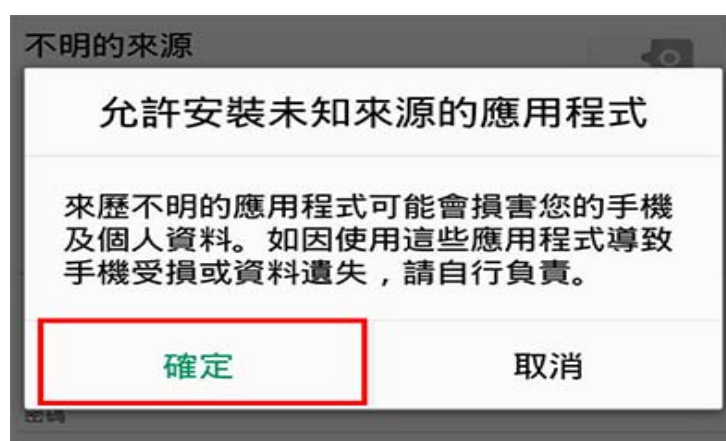 不明的來源
允許安裝未知來源的應用程式
來歷不明的應用程式可能會損害您的手機
及個人資料。如因使用這些應用程式導致
手機受損或資料遺失，請自行負責。
確定
取消
密碼